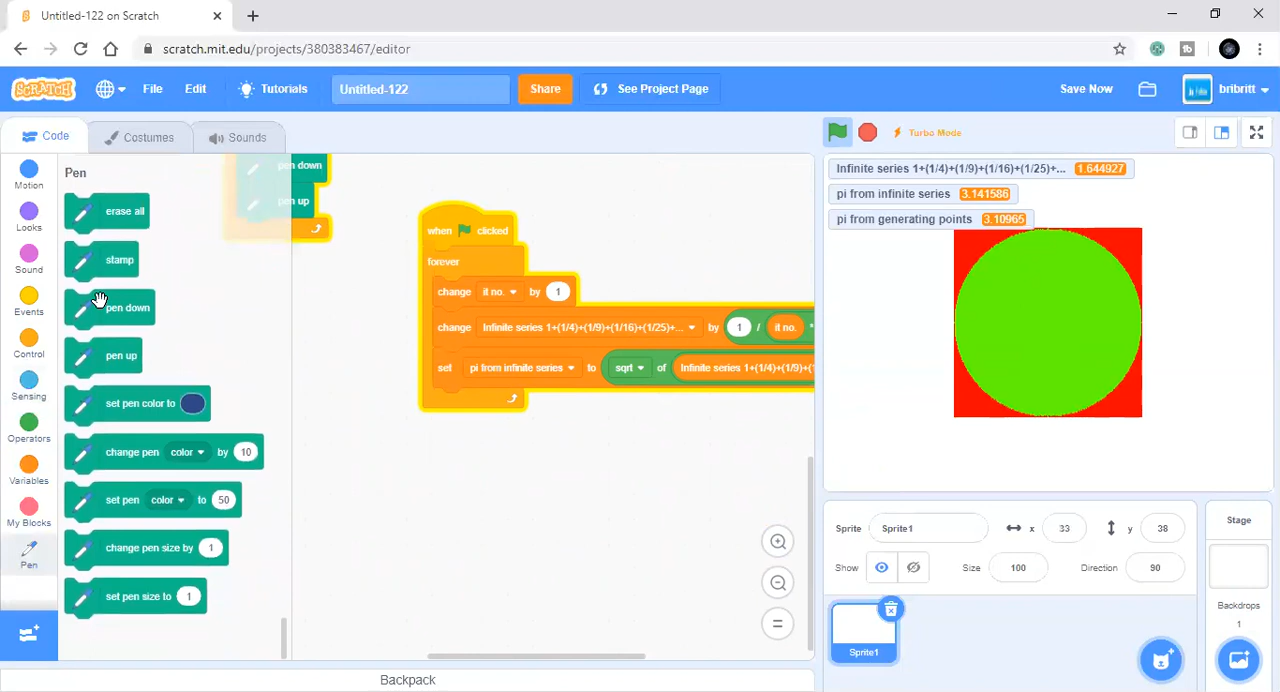 Untitled-122 on Scratch
scratch.mit.edu/projects/380383467/editor
SCRATCH File Edit Tutorials Untitled-122 Share See Project Page Save Now bribritt
Code Costumes Sounds
Turbo Mode
Motion
Looks
Sound
Events
Control
Sensing
Operators
Variables
My Blocks
Pen
Pen
erase all
stamp
pen down
pen up
set pen color to
change pen color by 10
set pen color to 50
change pen size by 1
set pen size to 1
pen down
pen up
when clicked
forever
change it no. by 1
change Infinite series 1+(1/4)+(1/9)+(1/16)+(1/25)+... by 1 / it no. *
set pi from infinite series to sqrt of Infinite series 1+(1/4)+(1/9)+(1
Infinite series 1+(1/4)+(1/9)+(1/16)+(1/25)+... 1.644927
pi from infinite series 3.141586
pi from generating points 3.10965
Sprite Sprite1 x 33 y 38
Show Size 100 Direction 90
Sprite1
Stage
Backdrops
1
Backpack